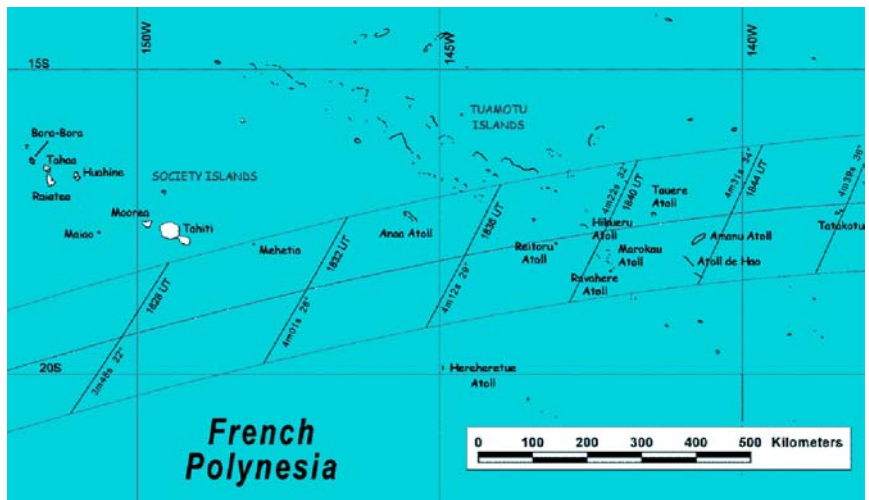 150W
145W
140W
15S
TUAMOTU
ISLANDS
Bora-Bora
Tahaa
Huahine
Raiatea
SOCIETY ISLANDS
Moorea
Maiao
Tahiti
Mehetia
Anaa Atoll
Reitoru
Atoll
Hikueru
Atoll
Tauere
Atoll
Marokau
Atoll
Ravahere
Atoll
Amanu Atoll
Atoll de Hao
Tatakoto
1828 UT
3m46s 22°
1832 UT
4m01s 26°
1836 UT
4m12s 29°
4m22s 32°
1840 UT
4m31s 34°
1844 UT
4m39s 36°
20S
Hereheretue
Atoll
French
Polynesia
0 100 200 300 400 500 Kilometers